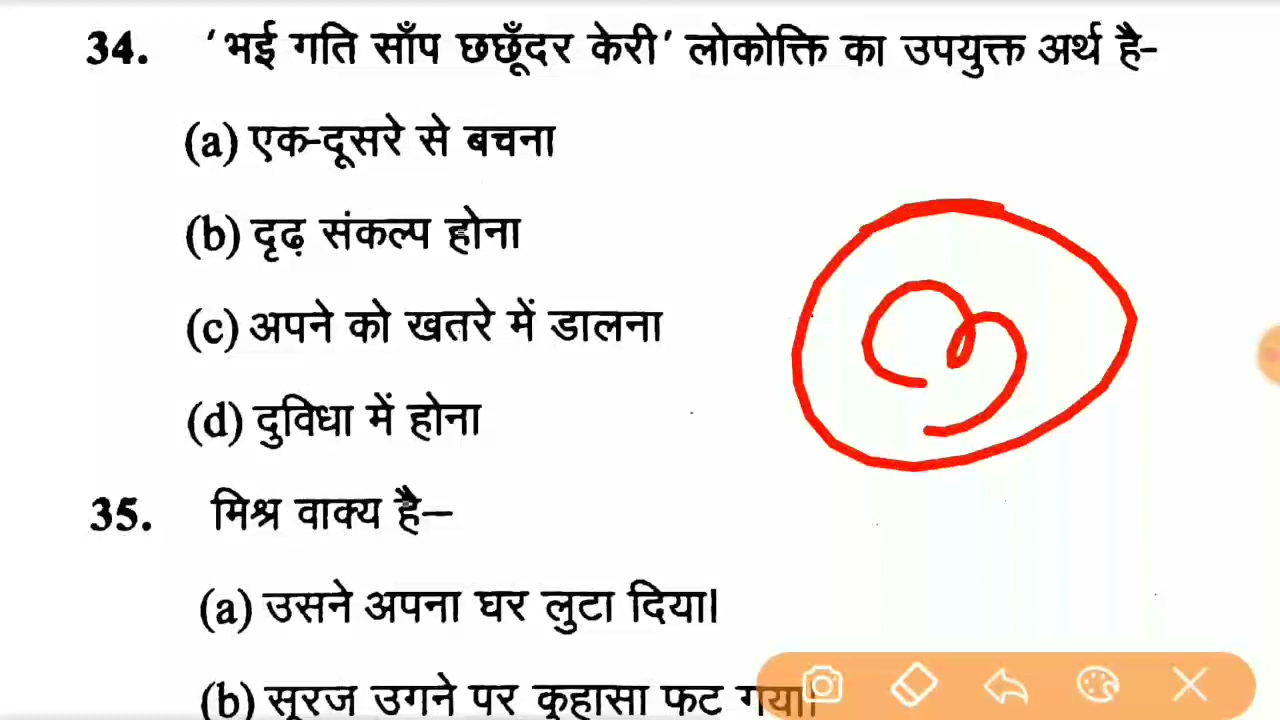 34. 'भई गति साँप छछूँदर केरी' लोकोक्ति का उपयुक्त अर्थ है-
(a) एक-दूसरे से बचना
(b) दृढ़ संकल्प होना
(c) अपने को खतरे में डालना
(d) दुविधा में होना
35. मिश्र वाक्य है–
(a) उसने अपना घर लुटा दिया।
(b) सूरज उगने पर कुहासा फट गया।